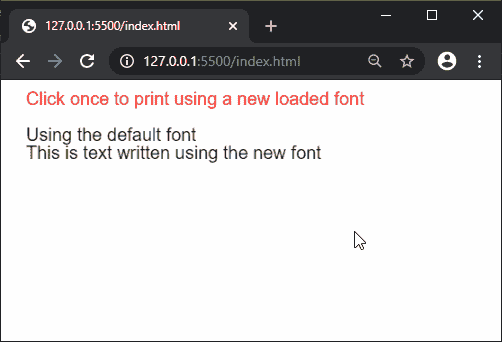 127.0.0.1:5500/index.html
127.0.0.1:5500/index.html
Click once to print using a new loaded font
Using the default font
This is text written using the new font